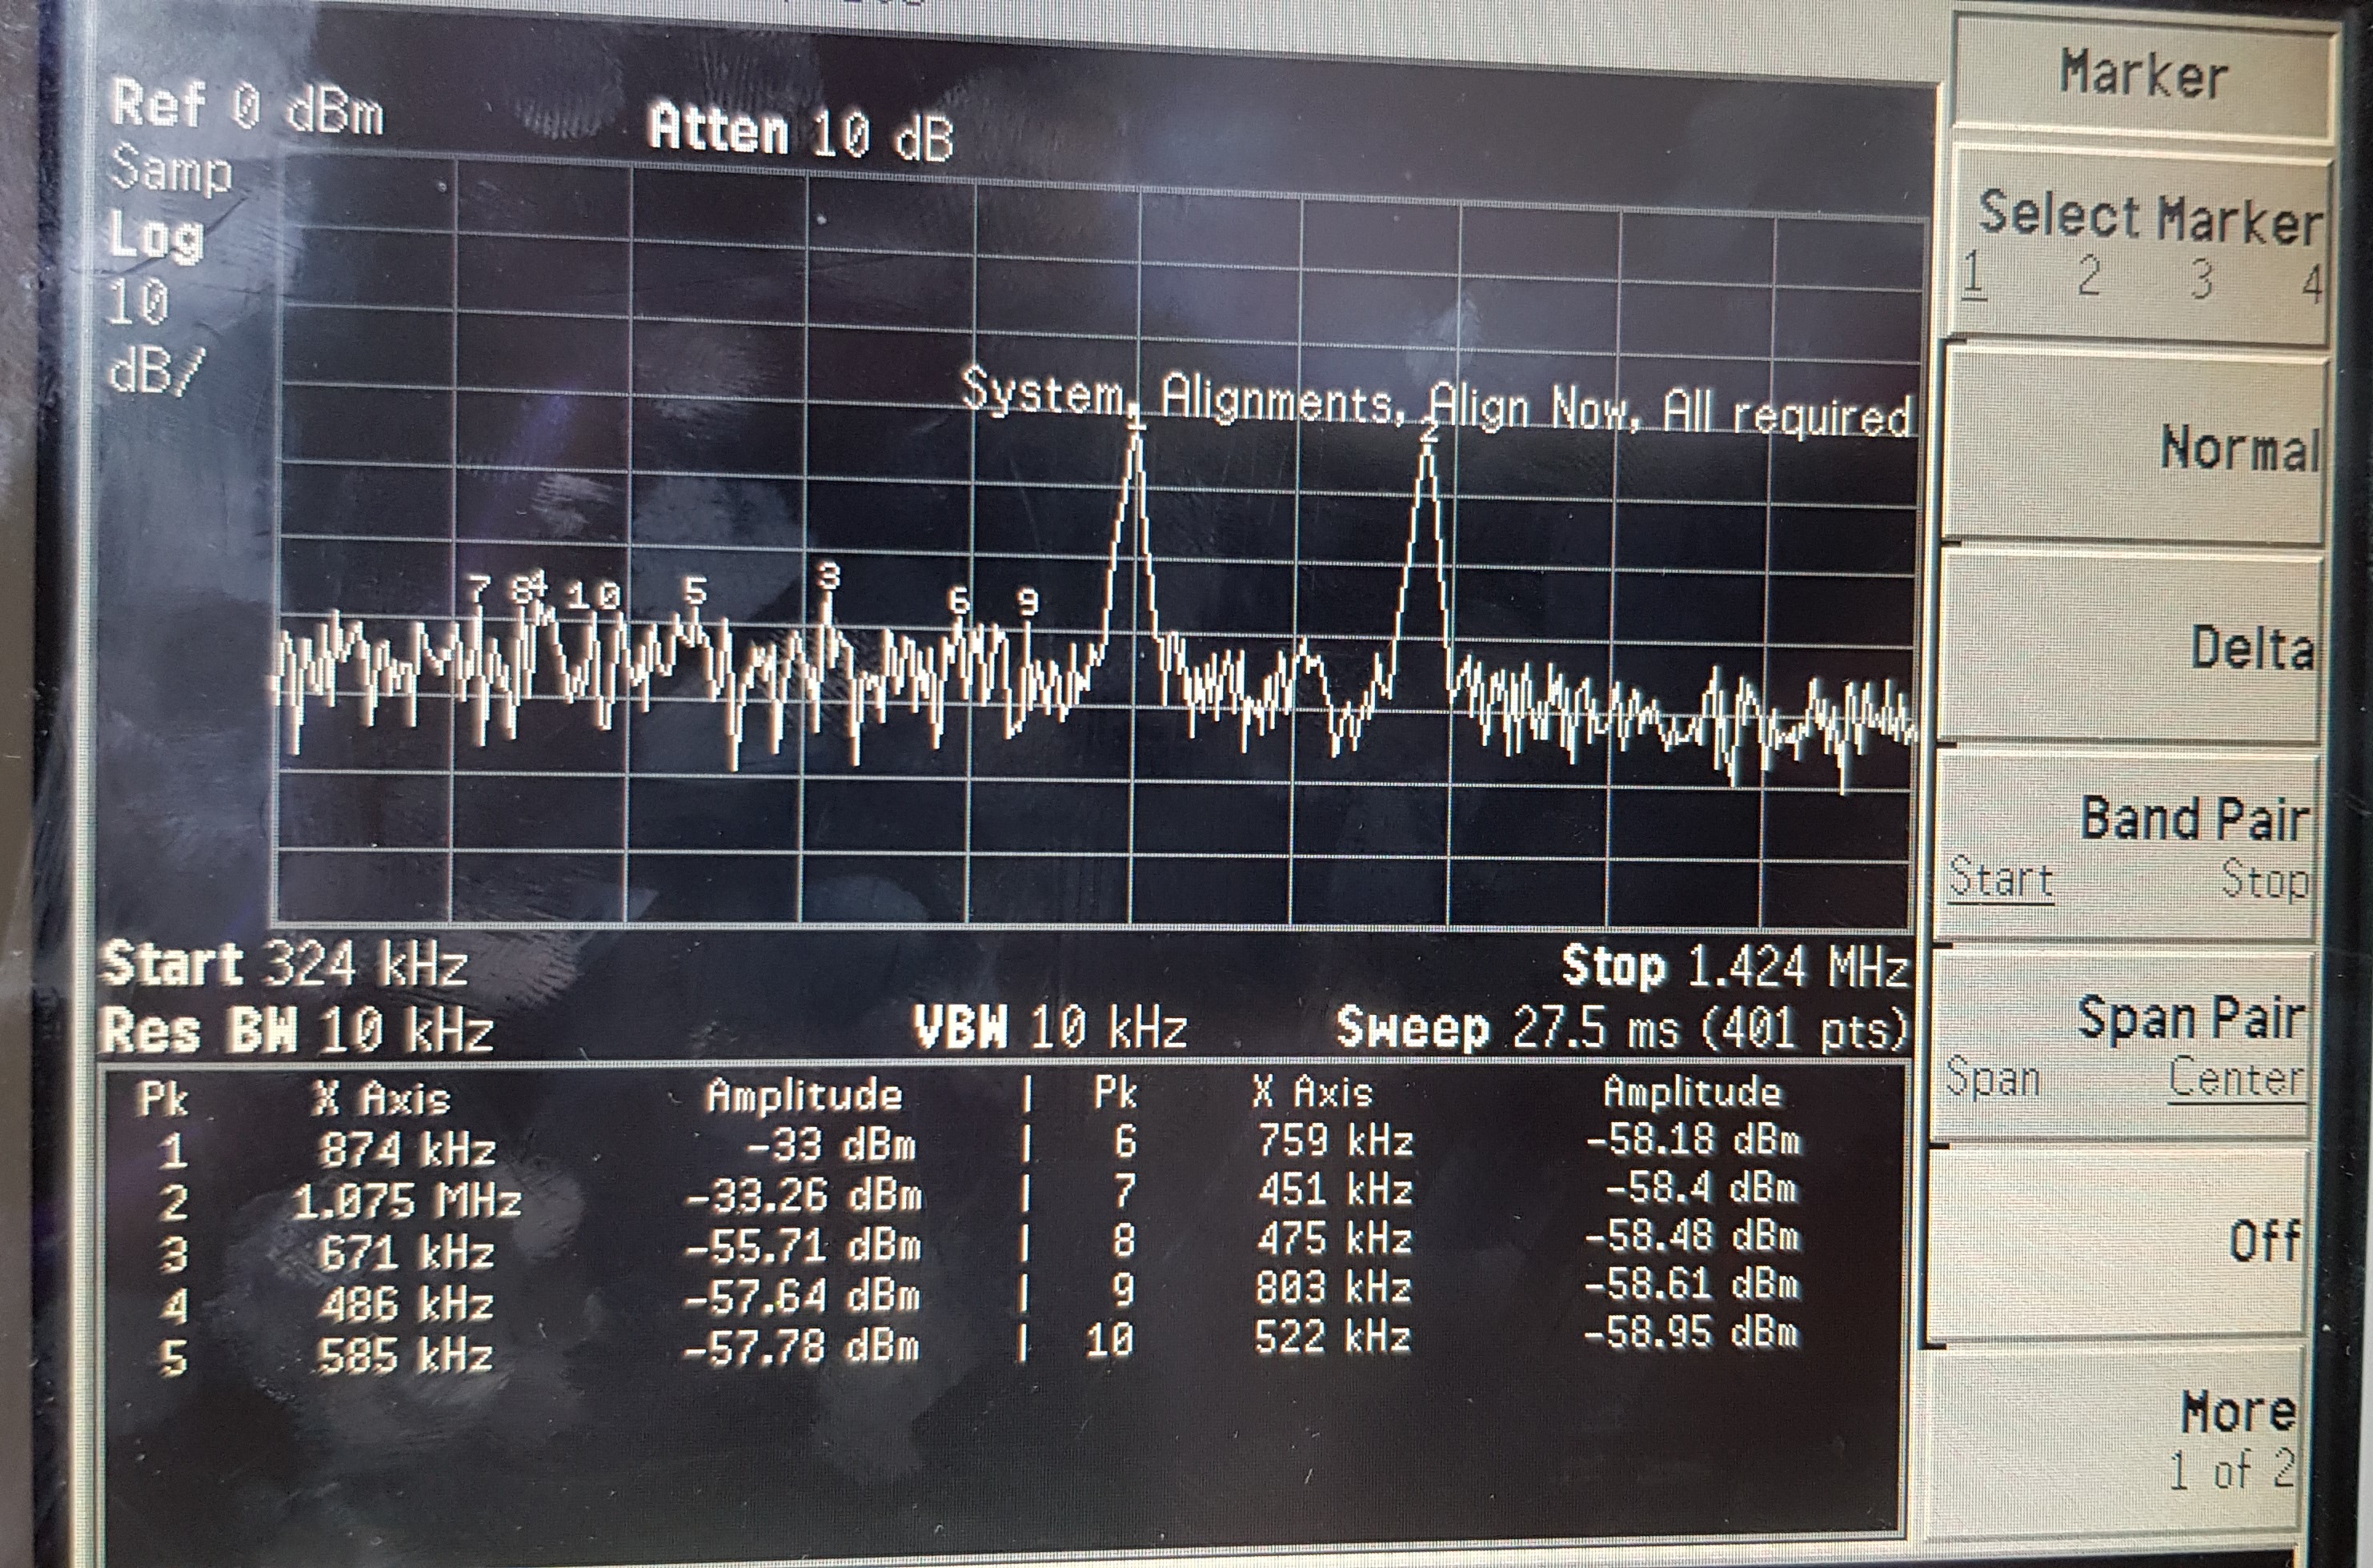 Ref 0 dBm
Atten 10 dB
Samp
Log
10
dB/
System, Alignments, Align Now, All required
1
2
7 8 4 10 5 3 6 9
Start 324 kHz
Stop 1.424 MHz
Res BW 10 kHz
VBW 10 kHz
Sweep 27.5 ms (401 pts)
Pk X Axis Amplitude | Pk X Axis Amplitude
1 874 kHz -33 dBm | 6 759 kHz -58.18 dBm
2 1.075 MHz -33.26 dBm | 7 451 kHz -58.4 dBm
3 671 kHz -55.71 dBm | 8 475 kHz -58.48 dBm
4 486 kHz -57.64 dBm | 9 803 kHz -58.61 dBm
5 585 kHz -57.78 dBm | 10 522 kHz -58.95 dBm
Marker
Select Marker
1 2 3 4
Normal
Delta
Band Pair
Start Stop
Span Pair
Span Center
Off
More
1 of 2